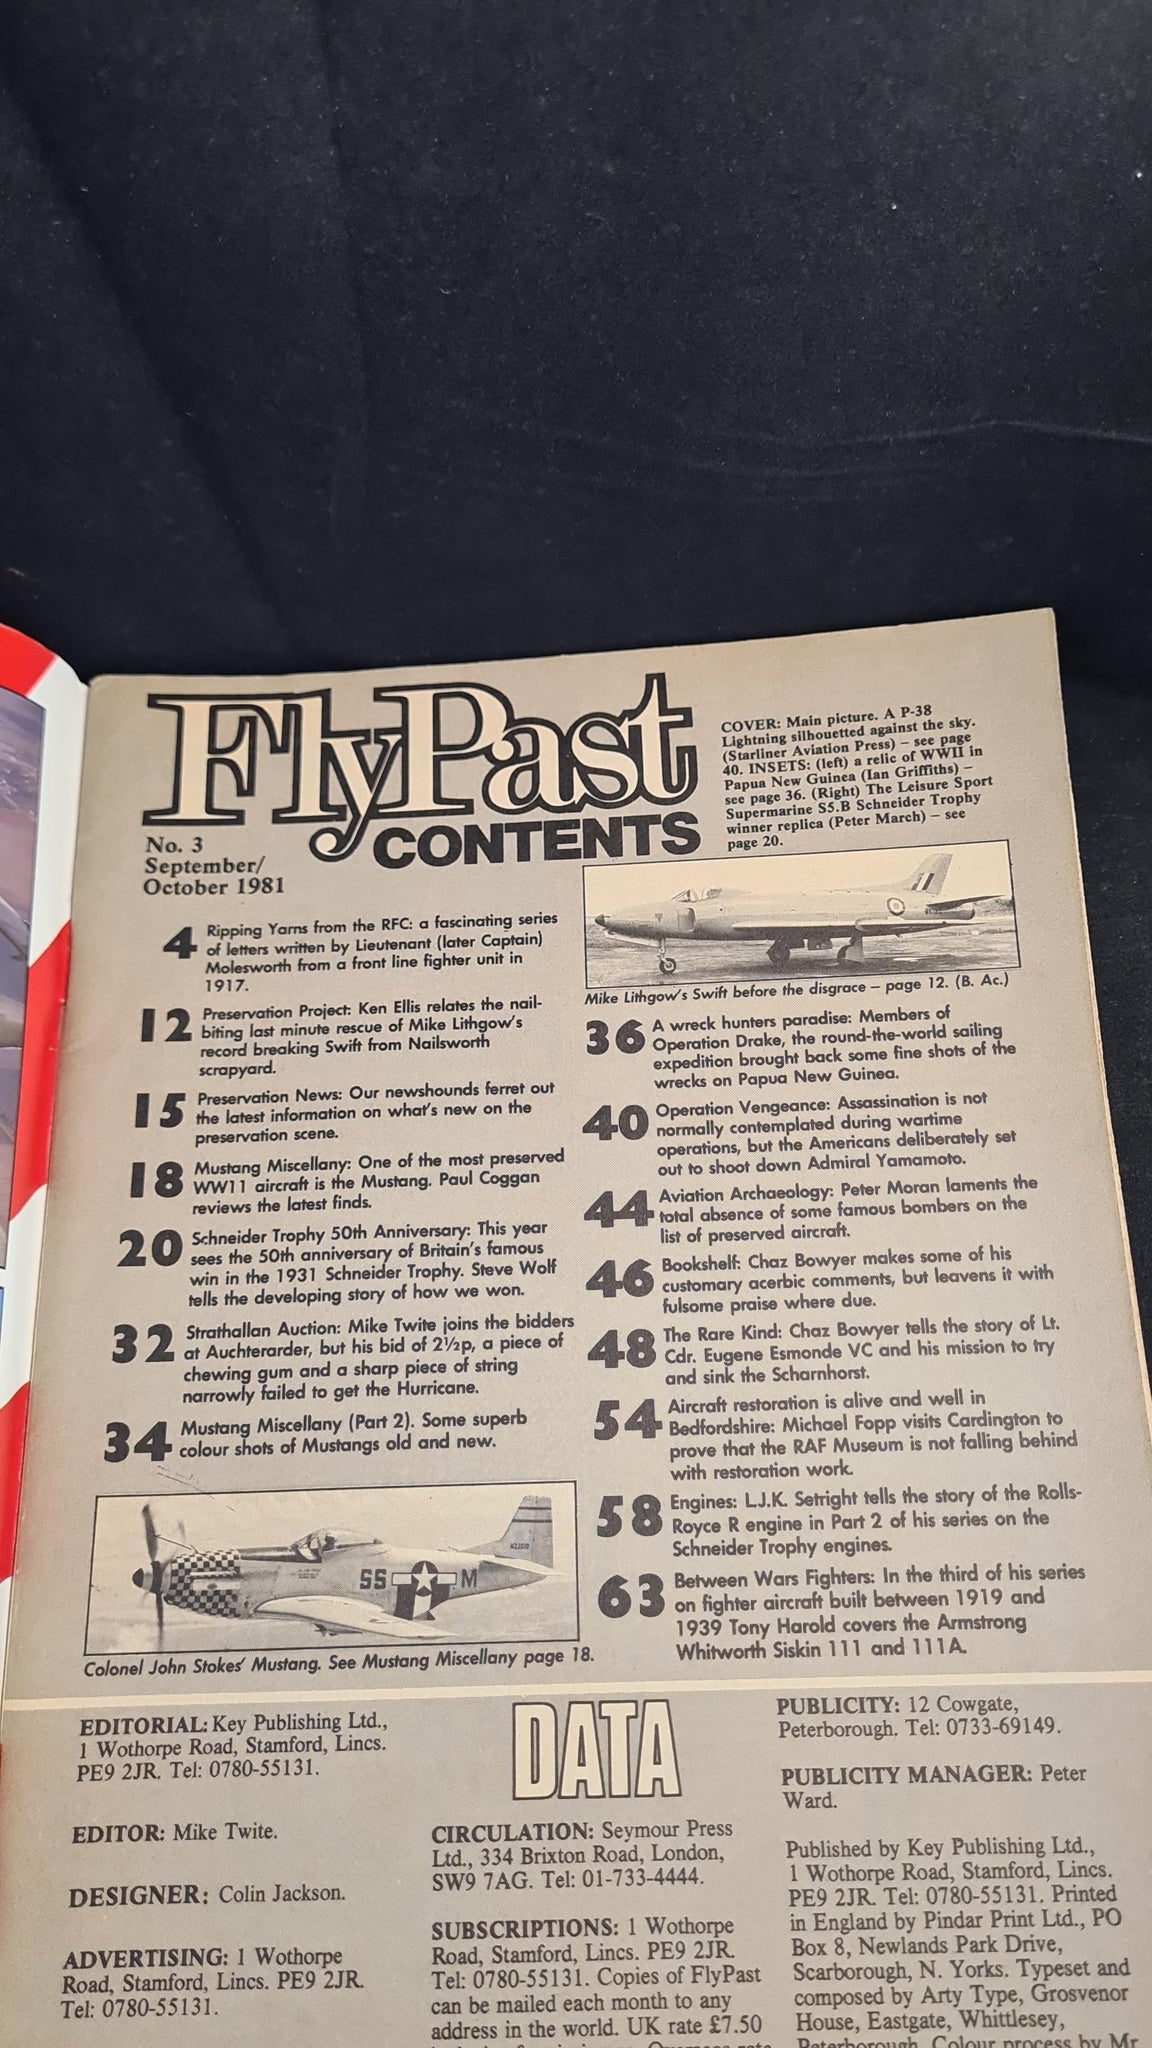 FlyPast
CONTENTS
No. 3
September/
October 1981
COVER: Main picture. A P-38
Lightning silhouetted against the sky.
(Starliner Aviation Press) – see page
40. INSETS: (left) a relic of WWII in
Papua New Guinea (Ian Griffiths) –
see page 36. (Right) The Leisure Sport
Supermarine S5.B Schneider Trophy
winner replica (Peter March) – see
page 20.
4 Ripping Yarns from the RFC: a fascinating series
of letters written by Lieutenant (later Captain)
Molesworth from a front line fighter unit in
1917.
12 Preservation Project: Ken Ellis relates the nail-
biting last minute rescue of Mike Lithgow's
record breaking Swift from Nailsworth
scrapyard.
15 Preservation News: Our newshounds ferret out
the latest information on what's new on the
preservation scene.
18 Mustang Miscellany: One of the most preserved
WW11 aircraft is the Mustang. Paul Coggan
reviews the latest finds.
20 Schneider Trophy 50th Anniversary: This year
sees the 50th anniversary of Britain's famous
win in the 1931 Schneider Trophy. Steve Wolf
tells the developing story of how we won.
32 Strathallan Auction: Mike Twite joins the bidders
at Auchterarder, but his bid of 2½p, a piece of
chewing gum and a sharp piece of string
narrowly failed to get the Hurricane.
34 Mustang Miscellany (Part 2). Some superb
colour shots of Mustangs old and new.
SS M
Colonel John Stokes' Mustang. See Mustang Miscellany page 18.
Mike Lithgow's Swift before the disgrace – page 12. (B. Ac.)
36 A wreck hunters paradise: Members of
Operation Drake, the round-the-world sailing
expedition brought back some fine shots of the
wrecks on Papua New Guinea.
40 Operation Vengeance: Assassination is not
normally contemplated during wartime
operations, but the Americans deliberately set
out to shoot down Admiral Yamamoto.
44 Aviation Archaeology: Peter Moran laments the
total absence of some famous bombers on the
list of preserved aircraft.
46 Bookshelf: Chaz Bowyer makes some of his
customary acerbic comments, but leavens it with
fulsome praise where due.
48 The Rare Kind: Chaz Bowyer tells the story of Lt.
Cdr. Eugene Esmonde VC and his mission to try
and sink the Scharnhorst.
54 Aircraft restoration is alive and well in
Bedfordshire: Michael Fopp visits Cardington to
prove that the RAF Museum is not falling behind
with restoration work.
58 Engines: L.J.K. Setright tells the story of the Rolls-
Royce R engine in Part 2 of his series on the
Schneider Trophy engines.
63 Between Wars Fighters: In the third of his series
on fighter aircraft built between 1919 and
1939 Tony Harold covers the Armstrong
Whitworth Siskin 111 and 111A.
EDITORIAL: Key Publishing Ltd.,
1 Wothorpe Road, Stamford, Lincs.
PE9 2JR. Tel: 0780-55131.
EDITOR: Mike Twite.
DESIGNER: Colin Jackson.
ADVERTISING: 1 Wothorpe
Road, Stamford, Lincs. PE9 2JR.
Tel: 0780-55131.
DATA
CIRCULATION: Seymour Press
Ltd., 334 Brixton Road, London,
SW9 7AG. Tel: 01-733-4444.
SUBSCRIPTIONS: 1 Wothorpe
Road, Stamford, Lincs. PE9 2JR.
Tel: 0780-55131. Copies of FlyPast
can be mailed each month to any
address in the world. UK rate £7.50
PUBLICITY: 12 Cowgate,
Peterborough. Tel: 0733-69149.
PUBLICITY MANAGER: Peter
Ward.
Published by Key Publishing Ltd.,
1 Wothorpe Road, Stamford, Lincs.
PE9 2JR. Tel: 0780-55131. Printed
in England by Pindar Print Ltd., PO
Box 8, Newlands Park Drive,
Scarborough, N. Yorks. Typeset and
composed by Arty Type, Grosvenor
House, Eastgate, Whittlesey,
Peterborough. Colour process by Mr